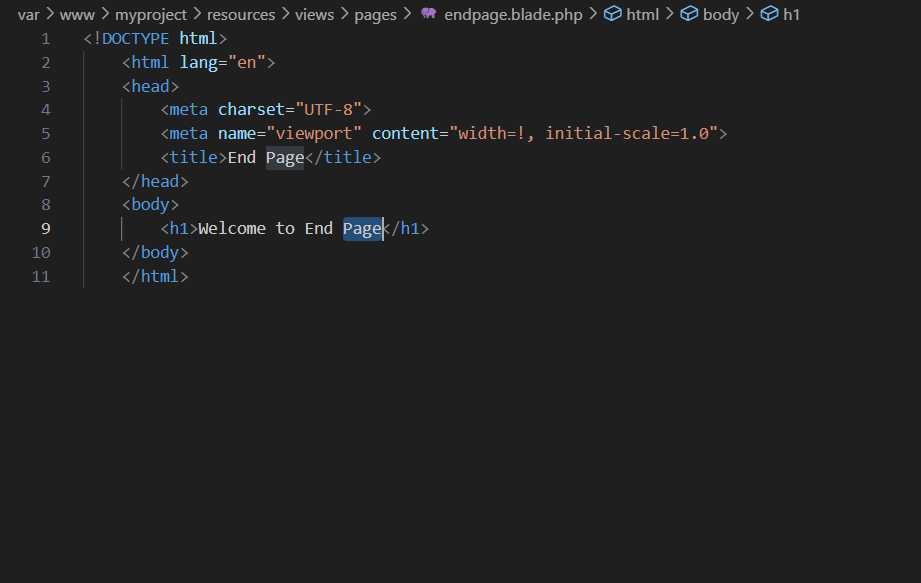 var > www > myproject > resources > views > pages > endpage.blade.php > html > body > h1
1 <!DOCTYPE html>
2 <html lang="en">
3 <head>
4 <meta charset="UTF-8">
5 <meta name="viewport" content="width=!, initial-scale=1.0">
6 <title>End Page</title>
7 </head>
8 <body>
9 <h1>Welcome to End Page</h1>
10 </body>
11 </html>